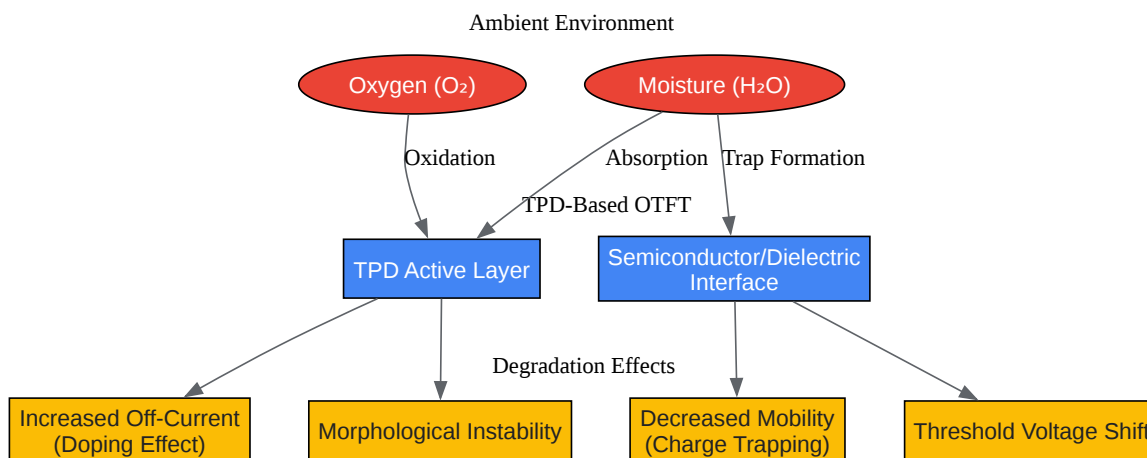 Ambient Environment
Oxygen (O₂)
Moisture (H₂O)
Oxidation
Absorption
Trap Formation
TPD-Based OTFT
TPD Active Layer
Semiconductor/Dielectric
Interface
Degradation Effects
Increased Off-Current
(Doping Effect)
Morphological Instability
Decreased Mobility
(Charge Trapping)
Threshold Voltage Shift